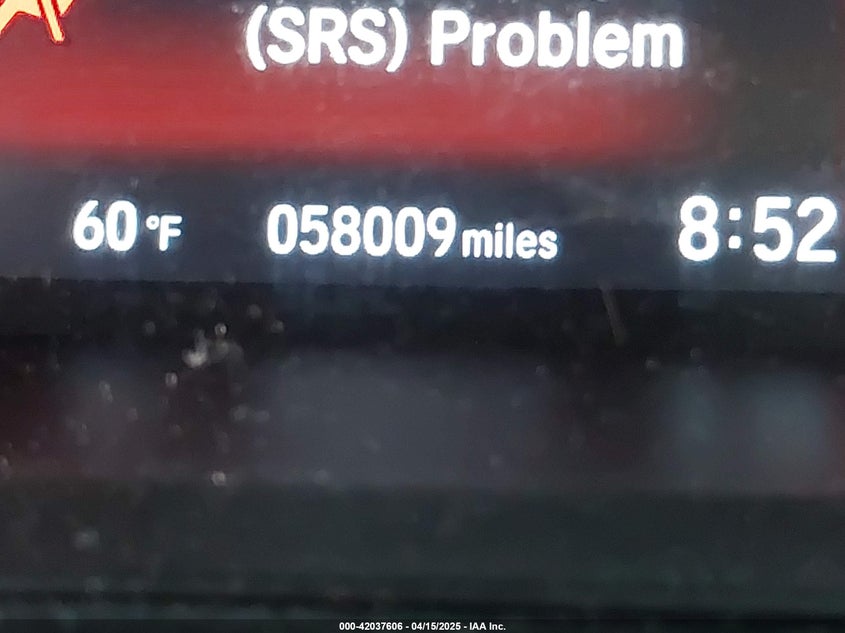 (SRS) Problem
60 °F 058009 miles 8:52
000-42037606 - 04/15/2025 - IAA Inc.